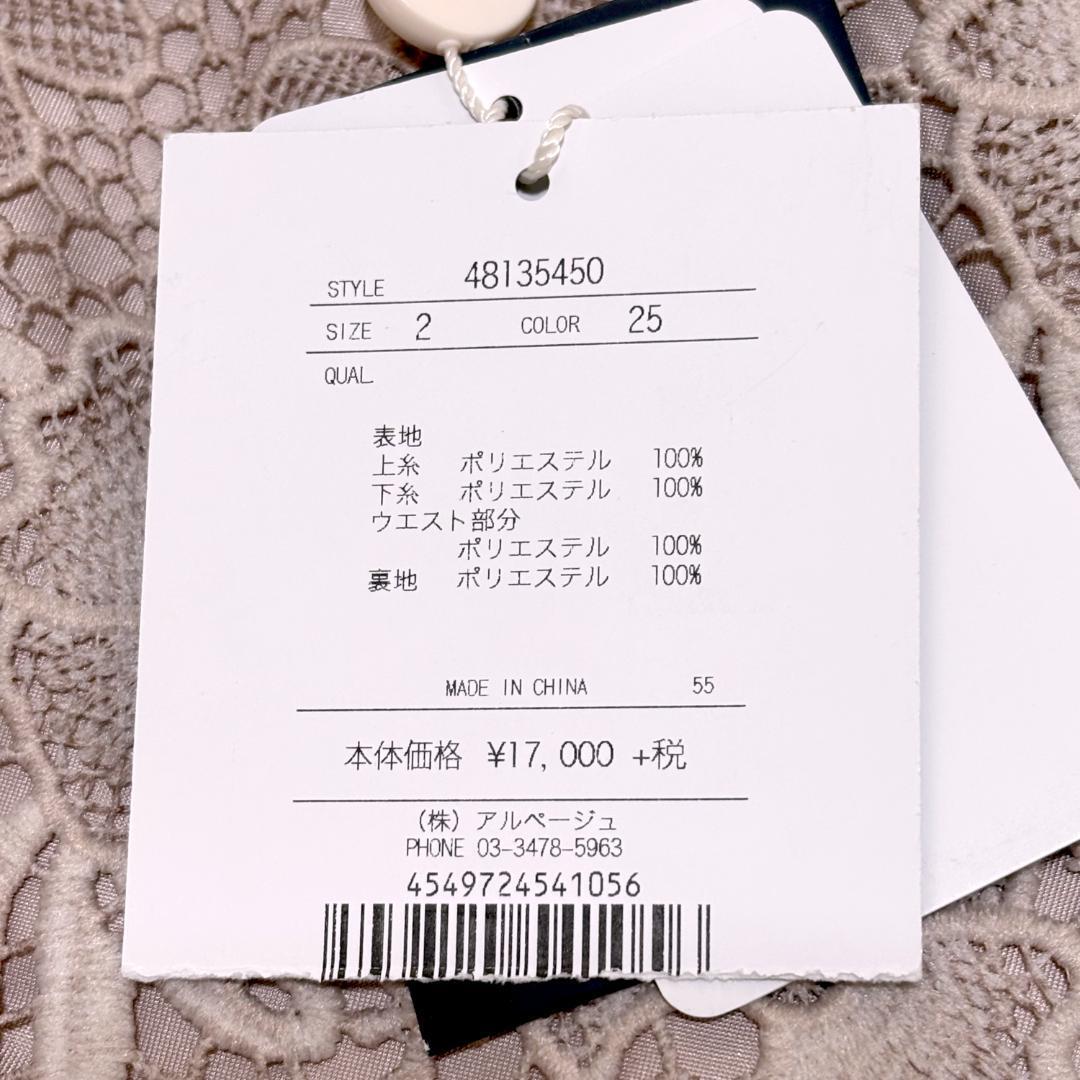 STYLE 48135450
SIZE 2 COLOR 25
QUAL
表地
上糸 ポリエステル 100%
下糸 ポリエステル 100%
ウエスト部分
ポリエステル 100%
裏地 ポリエステル 100%
MADE IN CHINA 55
本体価格 ¥17,000 +税
(株) アルページュ
PHONE 03-3478-5963
4549724541056